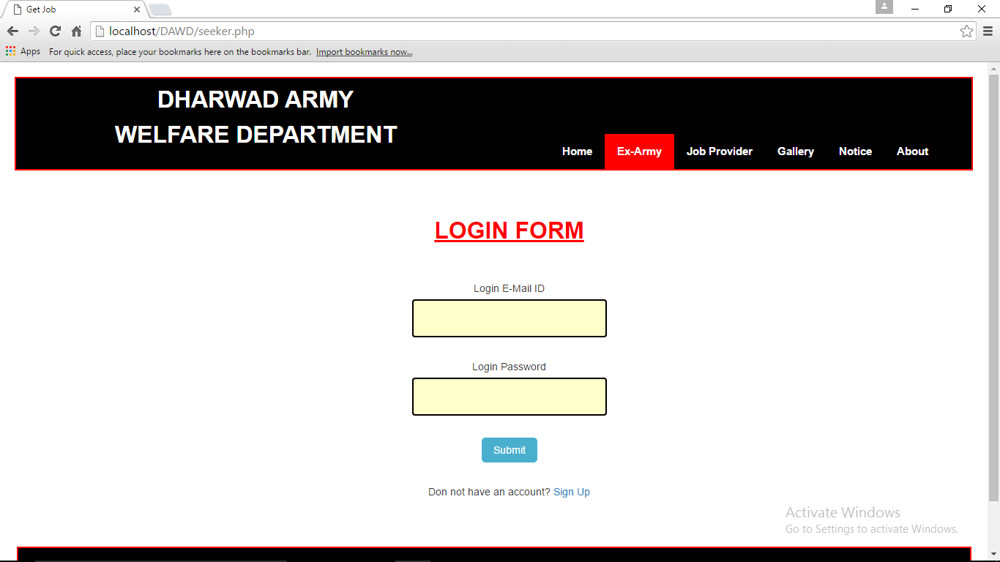 Get Job
localhost/DAWD/seeker.php
Apps For quick access, place your bookmarks here on the bookmarks bar. Import bookmarks now...
DHARWAD ARMY
WELFARE DEPARTMENT
Home Ex-Army Job Provider Gallery Notice About
LOGIN FORM
Login E-Mail ID
Login Password
Submit
Don not have an account? Sign Up
Activate Windows
Go to Settings to activate Windows.